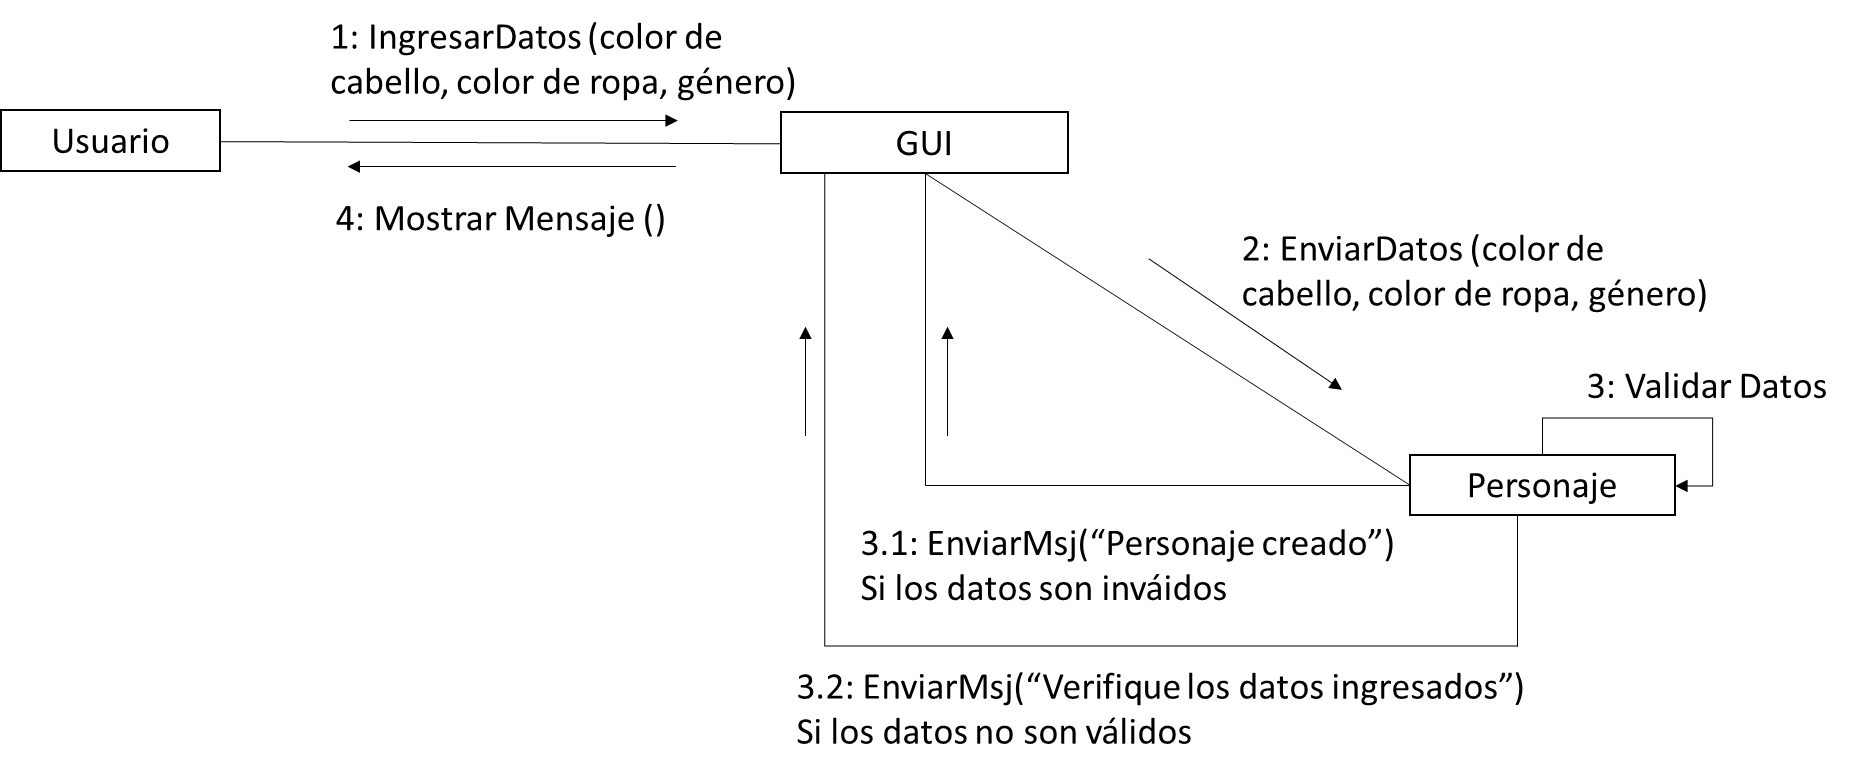 1: IngresarDatos (color de
cabello, color de ropa, género)
Usuario
GUI
4: Mostrar Mensaje ()
2: EnviarDatos (color de
cabello, color de ropa, género)
3: Validar Datos
Personaje
3.1: EnviarMsj(“Personaje creado”)
Si los datos son inváidos
3.2: EnviarMsj(“Verifique los datos ingresados”)
Si los datos no son válidos